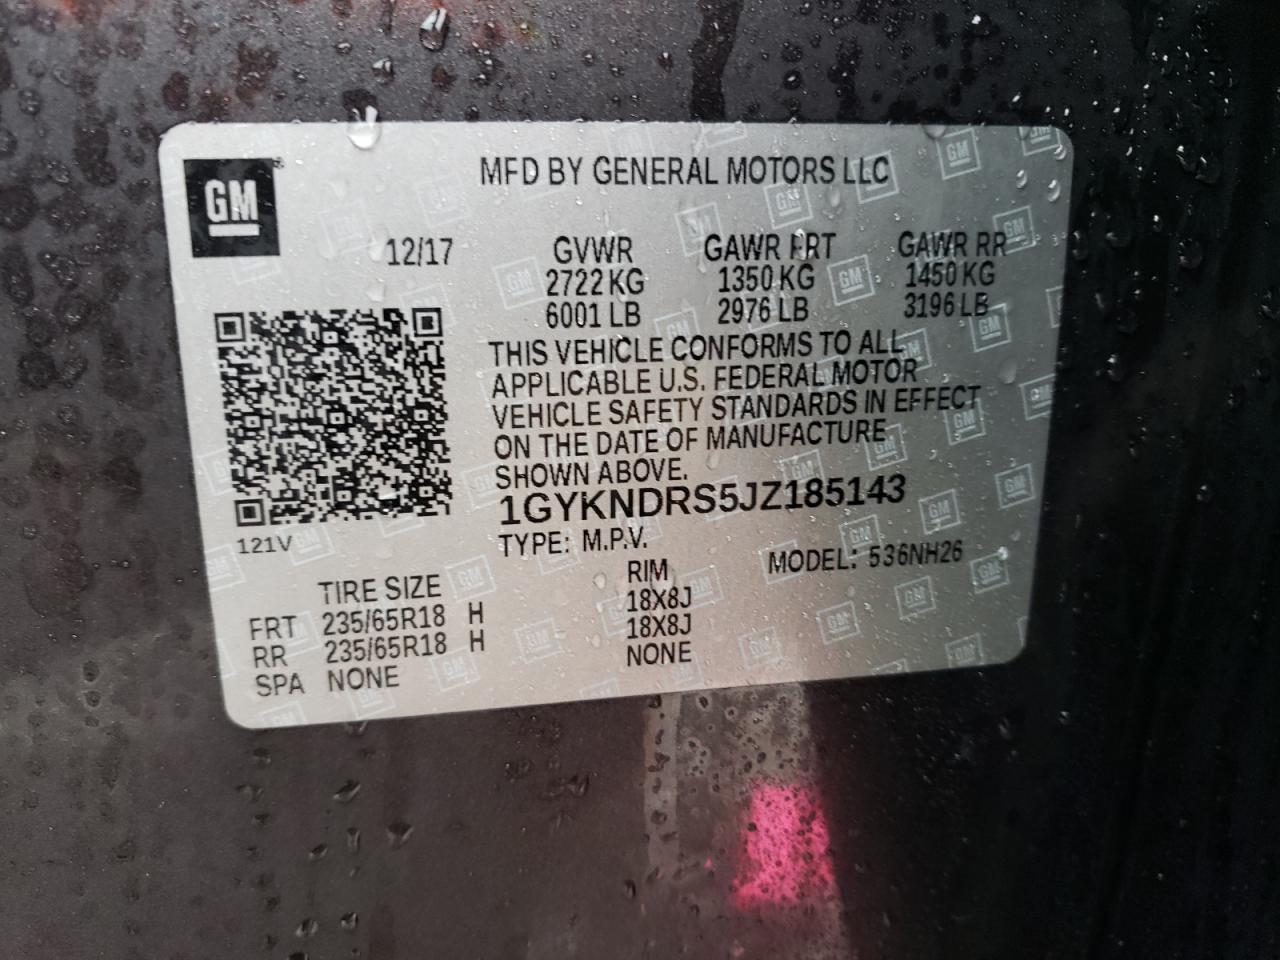 GM
MFD BY GENERAL MOTORS LLC
12/17 GVWR GAWR FRT GAWR RR
2722 KG 1350 KG 1450 KG
6001 LB 2976 LB 3196 LB
THIS VEHICLE CONFORMS TO ALL
APPLICABLE U.S. FEDERAL MOTOR
VEHICLE SAFETY STANDARDS IN EFFECT
ON THE DATE OF MANUFACTURE
SHOWN ABOVE.
1GYKNDRS5JZ185143
121V
TYPE: M.P.V. MODEL: 536NH26
TIRE SIZE RIM
FRT 235/65R18 H 18X8J
RR 235/65R18 H 18X8J
SPA NONE NONE